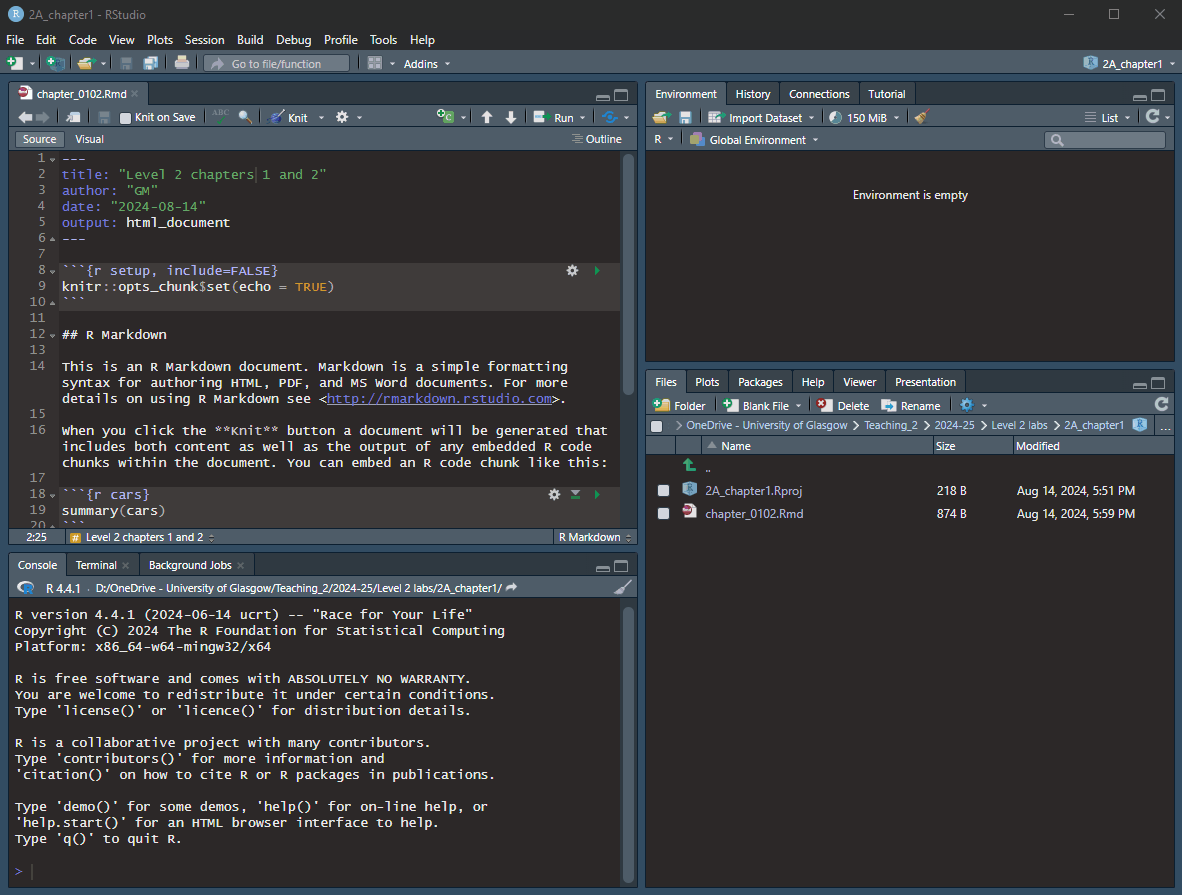 2A_chapter1 - RStudio
File Edit Code View Plots Session Build Debug Profile Tools Help
Go to file/function Addins 2A_chapter1
chapter_0102.Rmd
Knit on Save ABC Knit Run
Source Visual Outline
1 ---
2 title: "Level 2 chapters 1 and 2"
3 author: "GM"
4 date: "2024-08-14"
5 output: html_document
6 ---
7
8 ```{r setup, include=FALSE}
9 knitr::opts_chunk$set(echo = TRUE)
10 ```
11
12 ## R Markdown
13
14 This is an R Markdown document. Markdown is a simple formatting
syntax for authoring HTML, PDF, and MS Word documents. For more
details on using R Markdown see <http://rmarkdown.rstudio.com>.
15
16 When you click the **Knit** button a document will be generated that
includes both content as well as the output of any embedded R code
chunks within the document. You can embed an R code chunk like this:
17
18 ```{r cars}
19 summary(cars)
20 ```
2:25 # Level 2 chapters 1 and 2 R Markdown
Console Terminal Background Jobs
R 4.4.1 · D:/OneDrive - University of Glasgow/Teaching_2/2024-25/Level 2 labs/2A_chapter1/
R version 4.4.1 (2024-06-14 ucrt) -- "Race for Your Life"
Copyright (C) 2024 The R Foundation for Statistical Computing
Platform: x86_64-w64-mingw32/x64
R is free software and comes with ABSOLUTELY NO WARRANTY.
You are welcome to redistribute it under certain conditions.
Type 'license()' or 'licence()' for distribution details.
R is a collaborative project with many contributors.
Type 'contributors()' for more information and
'citation()' on how to cite R or R packages in publications.
Type 'demo()' for some demos, 'help()' for on-line help, or
'help.start()' for an HTML browser interface to help.
Type 'q()' to quit R.
>
Environment History Connections Tutorial
Import Dataset 150 MiB List
R Global Environment
Environment is empty
Files Plots Packages Help Viewer Presentation
Folder Blank File Delete Rename
OneDrive - University of Glasgow > Teaching_2 > 2024-25 > Level 2 labs > 2A_chapter1 ...
Name Size Modified
..
2A_chapter1.Rproj 218 B Aug 14, 2024, 5:51 PM
chapter_0102.Rmd 874 B Aug 14, 2024, 5:59 PM